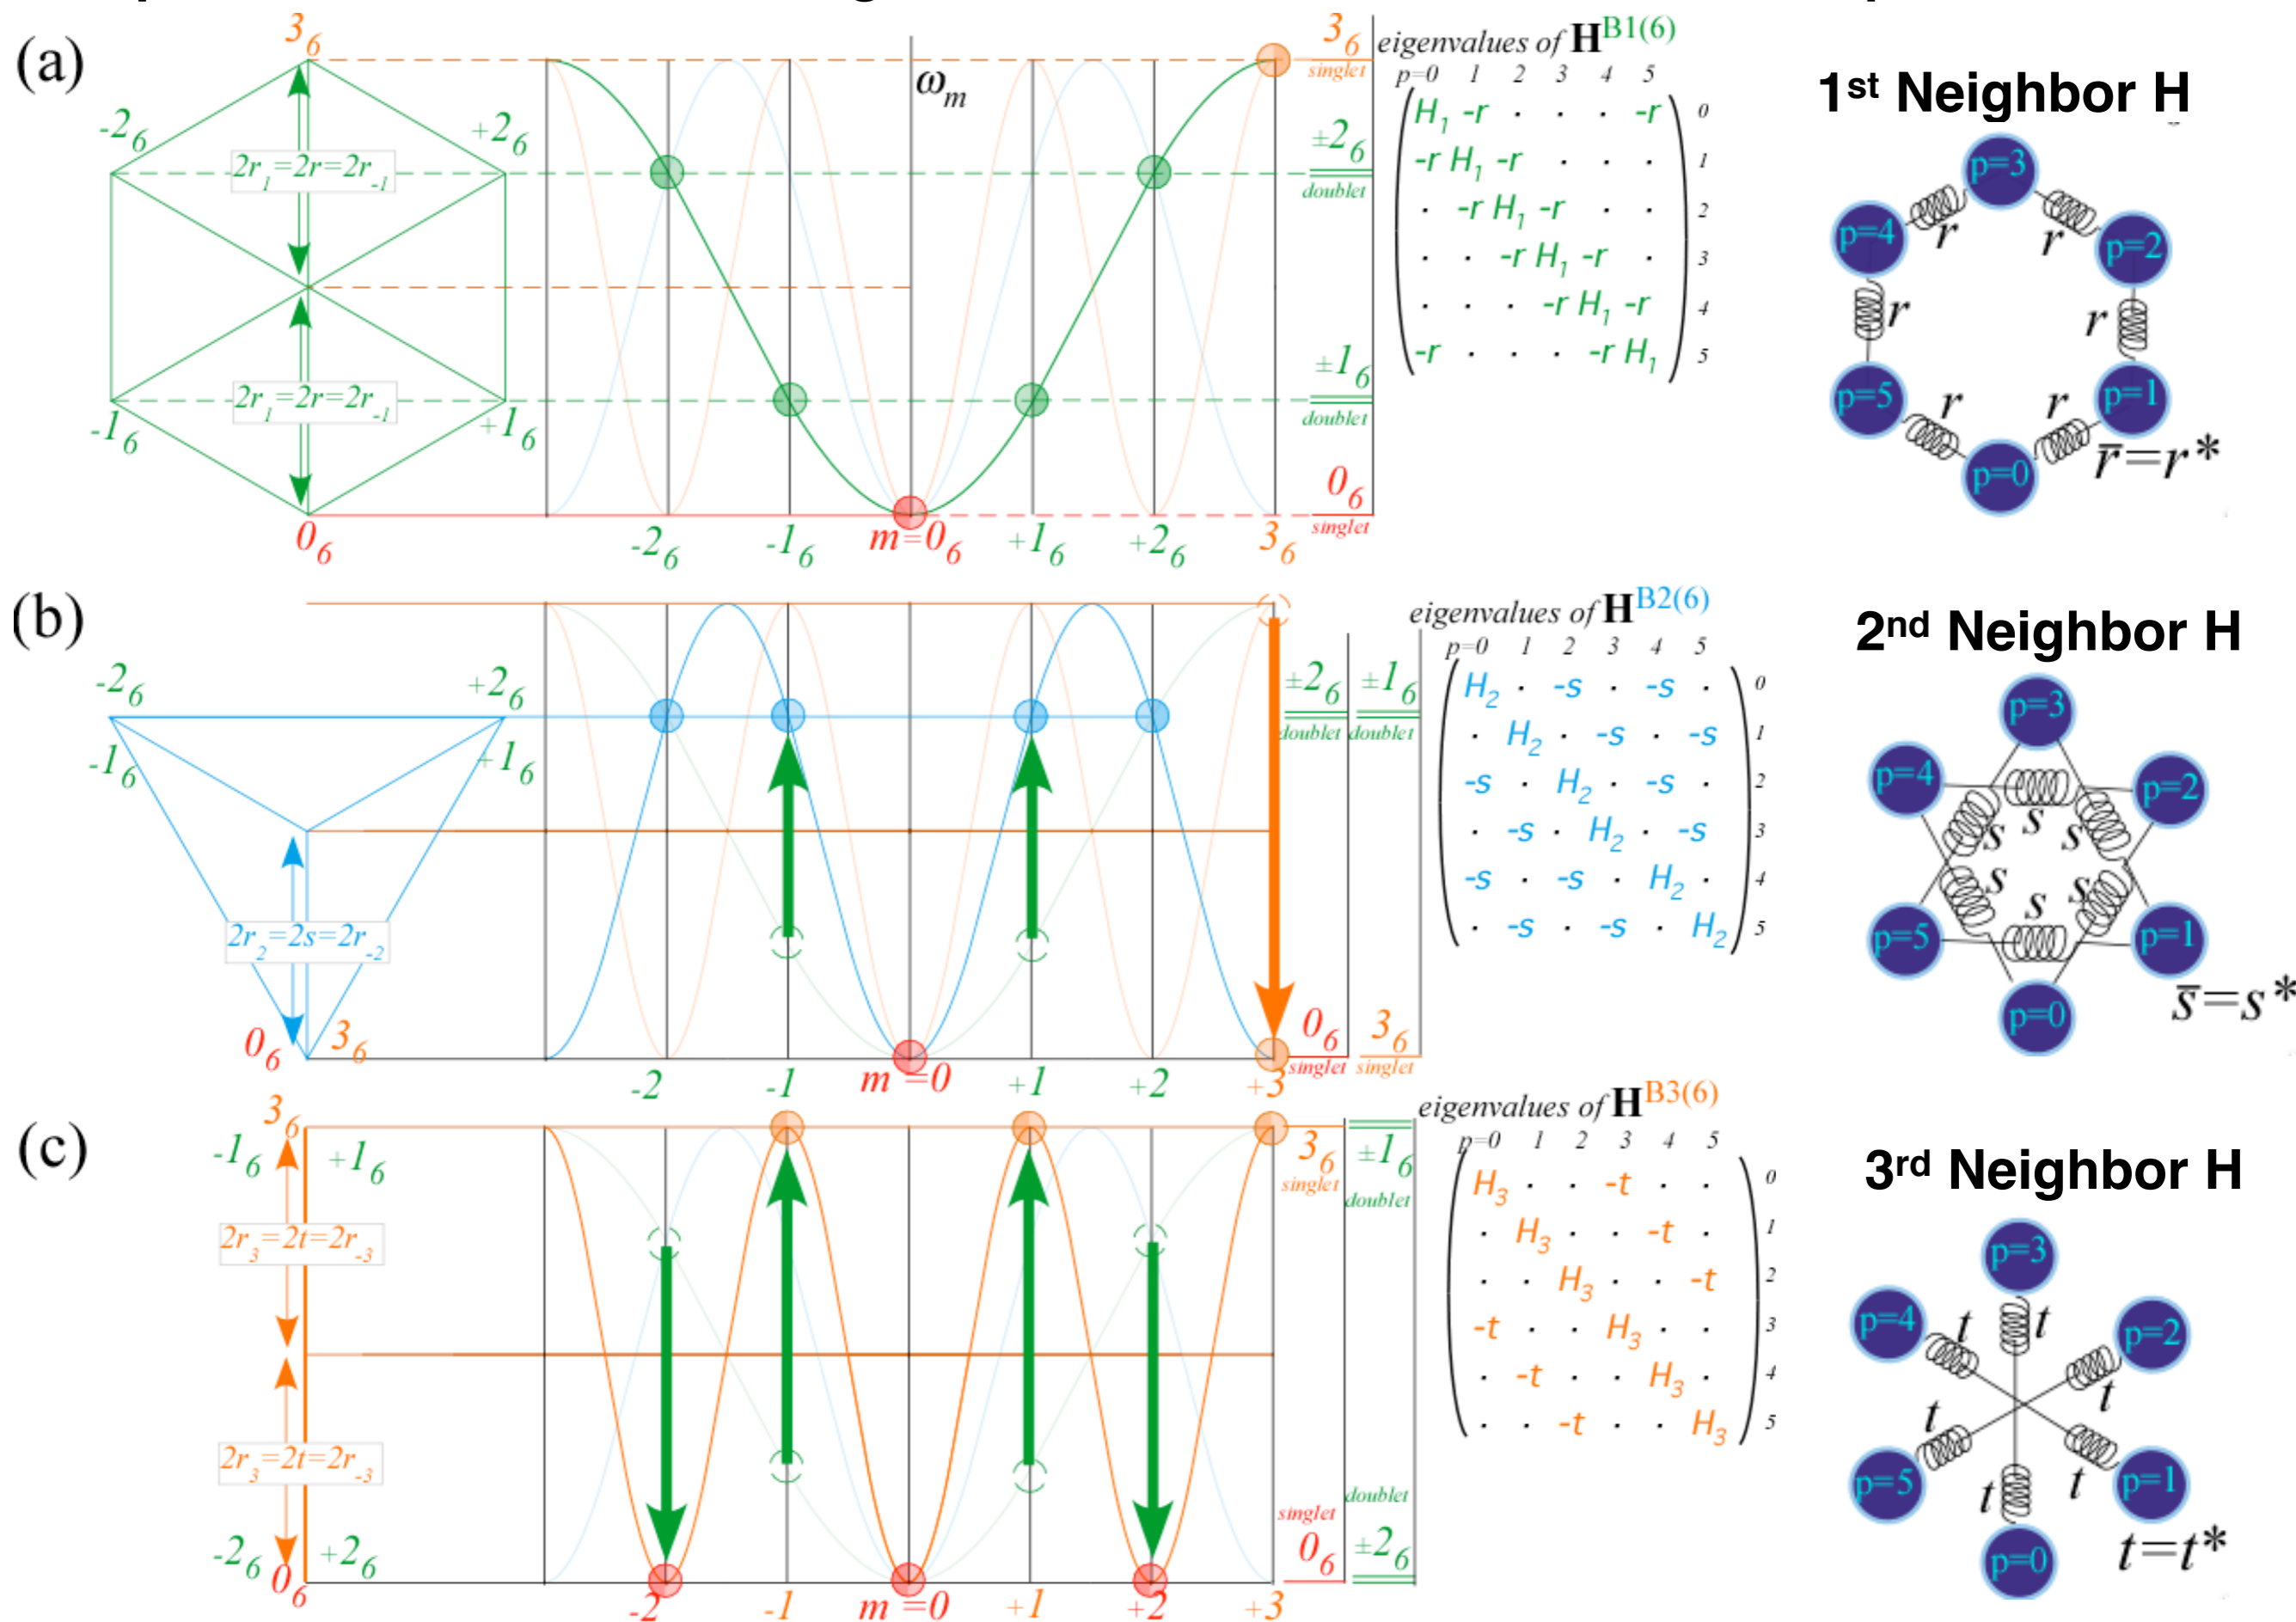 (a)
3₆
-2₆
+2₆
2r₁=2r=2r₋₁
2r₁=2r=2r₋₁
-1₆
+1₆
0₆
ωₘ
-2₆ -1₆ m=0₆ +1₆ +2₆ 3₆
3₆
singlet
±2₆
doublet
±1₆
doublet
0₆
singlet
eigenvalues of H^B1(6)
p=0 1 2 3 4 5
H₁ -r · · · -r 0
-r H₁ -r · · · 1
· -r H₁ -r · · 2
· · -r H₁ -r · 3
· · · -r H₁ -r 4
-r · · · -r H₁ 5
1st Neighbor H
p=3
p=4
r
r
p=2
r
r
p=5
r
r
p=1
p=0
r̅=r*
(b)
-2₆
+2₆
-1₆
+1₆
2r₂=2s=2r₋₂
0₆
3₆
-2 -1 m=0 +1 +2 +3
±2₆ ±1₆
doublet doublet
0₆ 3₆
singlet singlet
eigenvalues of H^B2(6)
p=0 1 2 3 4 5
H₂ · -s · -s · 0
· H₂ · -s · -s 1
-s · H₂ · -s · 2
· -s · H₂ · -s 3
-s · -s · H₂ · 4
· -s · -s · H₂ 5
2nd Neighbor H
p=3
p=4
p=2
s
s
s
s
s
s
p=5
p=1
p=0
s̅=s*
(c)
3₆
-1₆
+1₆
2r₃=2t=2r₋₃
2r₃=2t=2r₋₃
-2₆
+2₆
0₆
-2 -1 m=0 +1 +2 +3
3₆ ±1₆
singlet
doublet
doublet
singlet
0₆ ±2₆
eigenvalues of H^B3(6)
p=0 1 2 3 4 5
H₃ · · -t · · 0
· H₃ · · -t · 1
· · H₃ · · -t 2
-t · · H₃ · · 3
· -t · · H₃ · 4
· · -t · · H₃ 5
3rd Neighbor H
p=3
p=4
t
t
p=2
t
t
p=5
t
t
p=1
p=0
t=t*